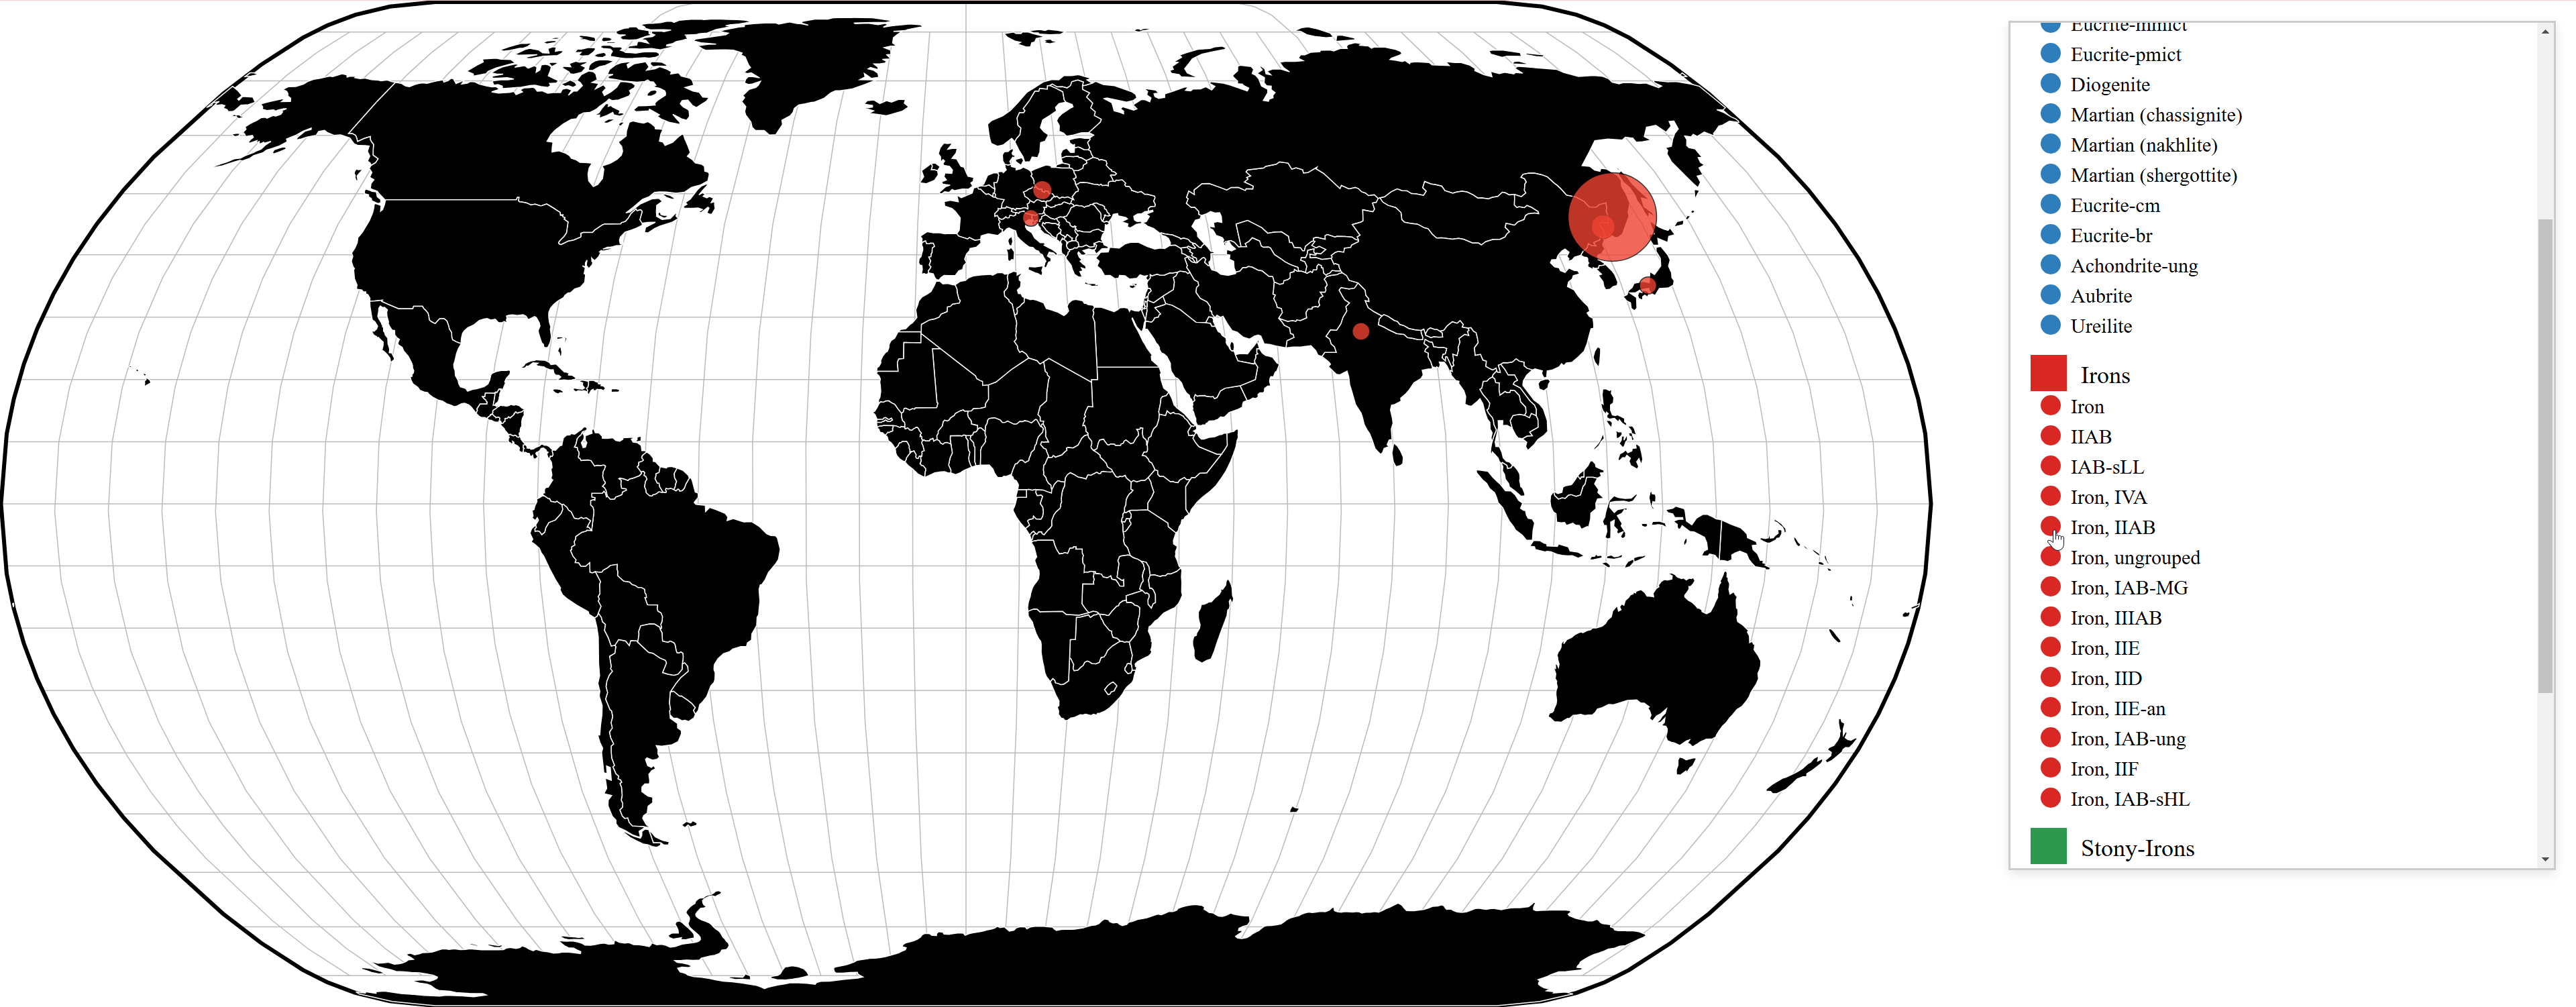 Eucrite-mmict
Eucrite-pmict
Diogenite
Martian (chassignite)
Martian (nakhlite)
Martian (shergottite)
Eucrite-cm
Eucrite-br
Achondrite-ung
Aubrite
Ureilite
Irons
Iron
IIAB
IAB-sLL
Iron, IVA
Iron, IIAB
Iron, ungrouped
Iron, IAB-MG
Iron, IIIAB
Iron, IIE
Iron, IID
Iron, IIE-an
Iron, IAB-ung
Iron, IIF
Iron, IAB-sHL
Stony-Irons